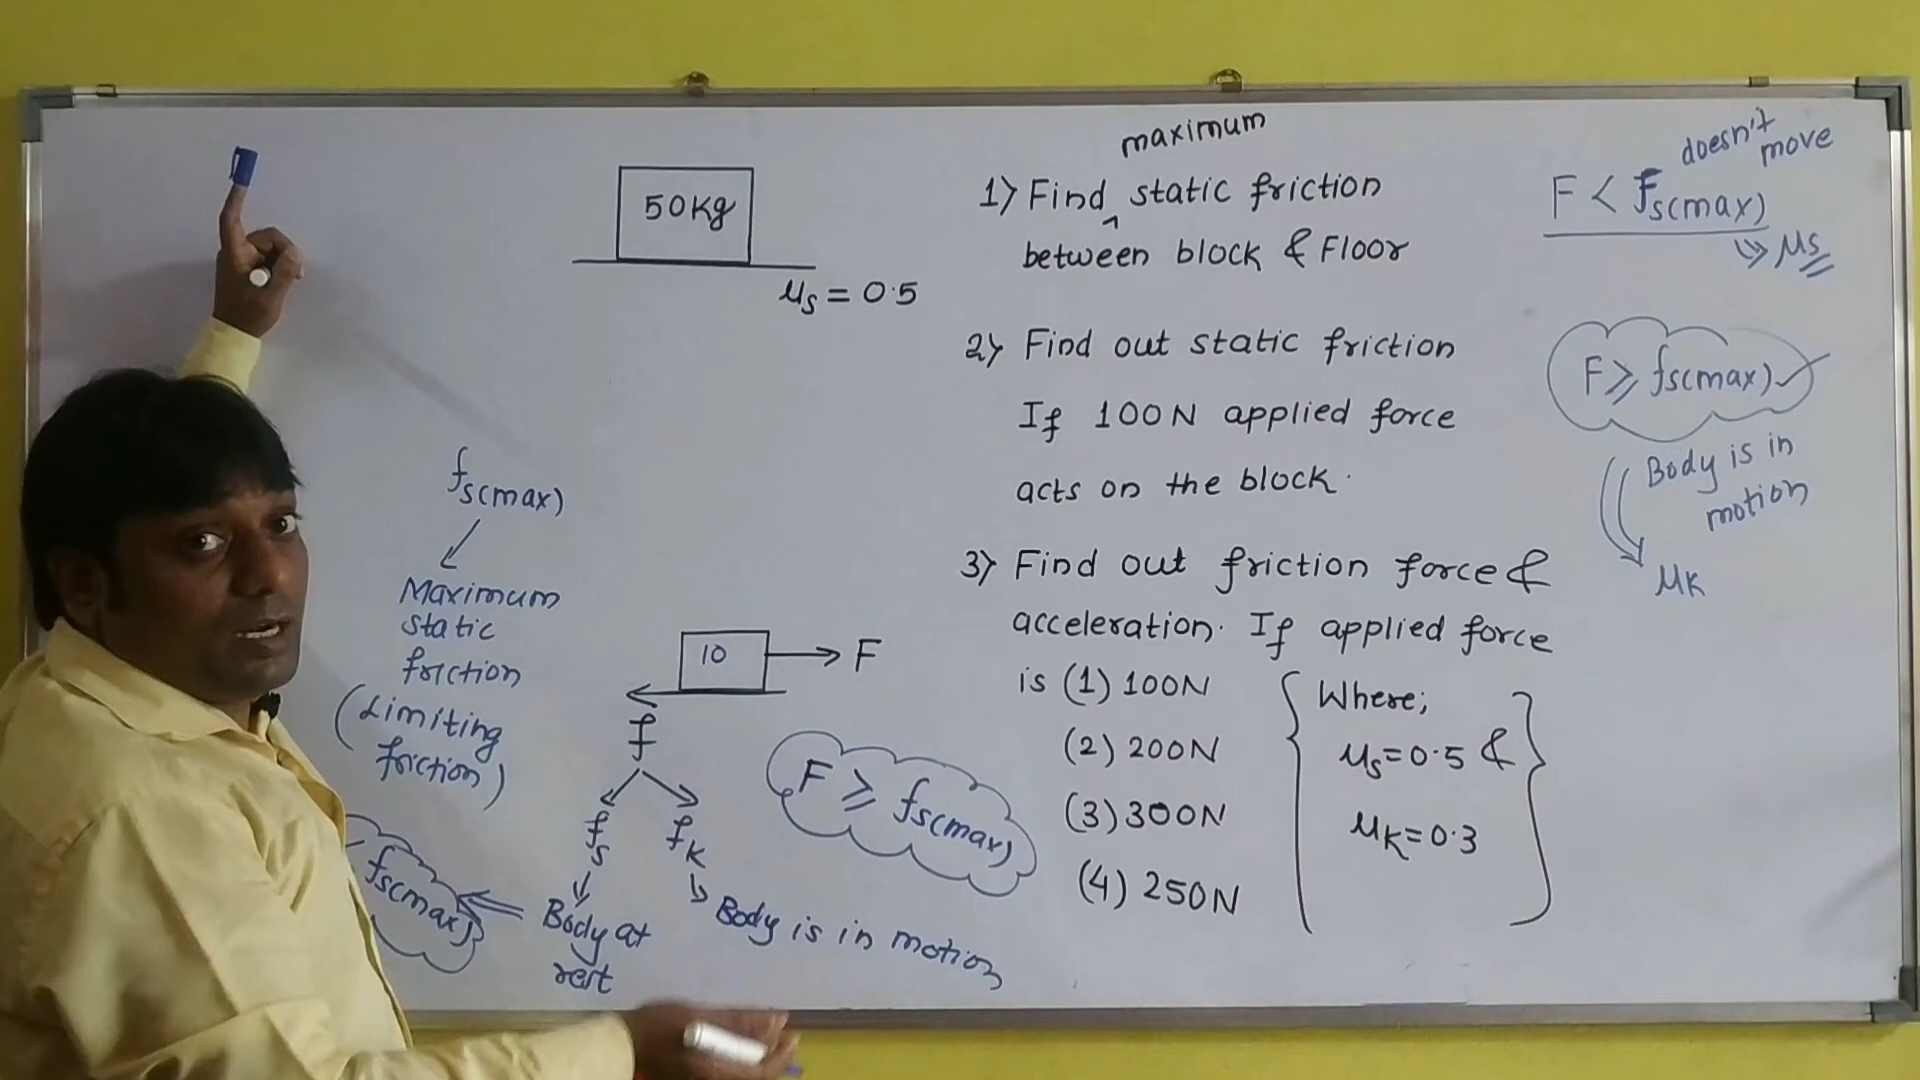 50Kg
μs = 0.5
maximum
1) Find ^ static friction
between block & Floor
2) Find out static friction
If 100N applied force
acts on the block.
3) Find out friction force &
acceleration. If applied force
is (1) 100N
(2) 200N
(3) 300N
(4) 250N
Where;
μs=0.5 &
μK=0.3
doesn't
move
F < fs(max)
↳ μs
F ⩾ fs(max) ✓
Body is in
motion
μK
fs(max)
Maximum
static
friction
(Limiting
friction)
10 → F
f
fs fK
F ⩾ fs(max)
fs(max)
Body at
rest
Body is in motion